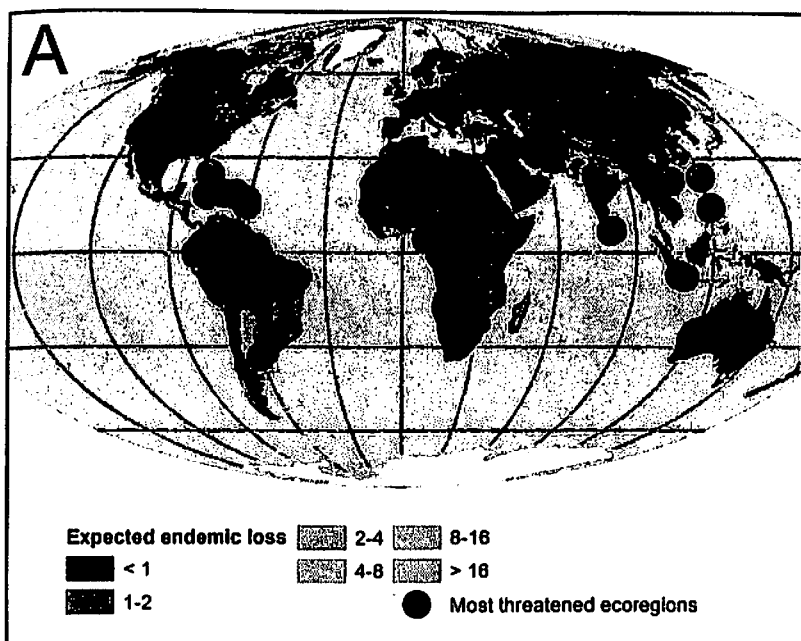 A
Expected endemic loss
< 1
1-2
2-4
4-8
8-16
> 16
Most threatened ecoregions